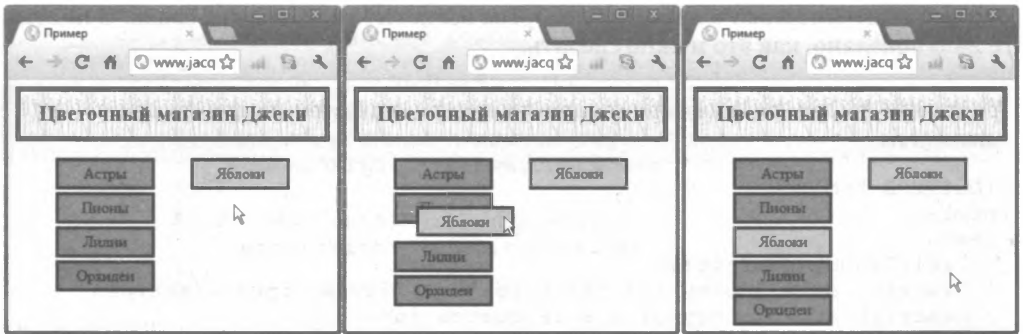 Пример
www.jacq
Цветочный магазин Джеки
Астры
Яблоки
Пионы
Лилии
Орхидеи
Пример
www.jacq
Цветочный магазин Джеки
Астры
Яблоки
Яблоки
Лилии
Орхидеи
Пример
www.jacq
Цветочный магазин Джеки
Астры
Яблоки
Пионы
Яблоки
Лилии
Орхидеи